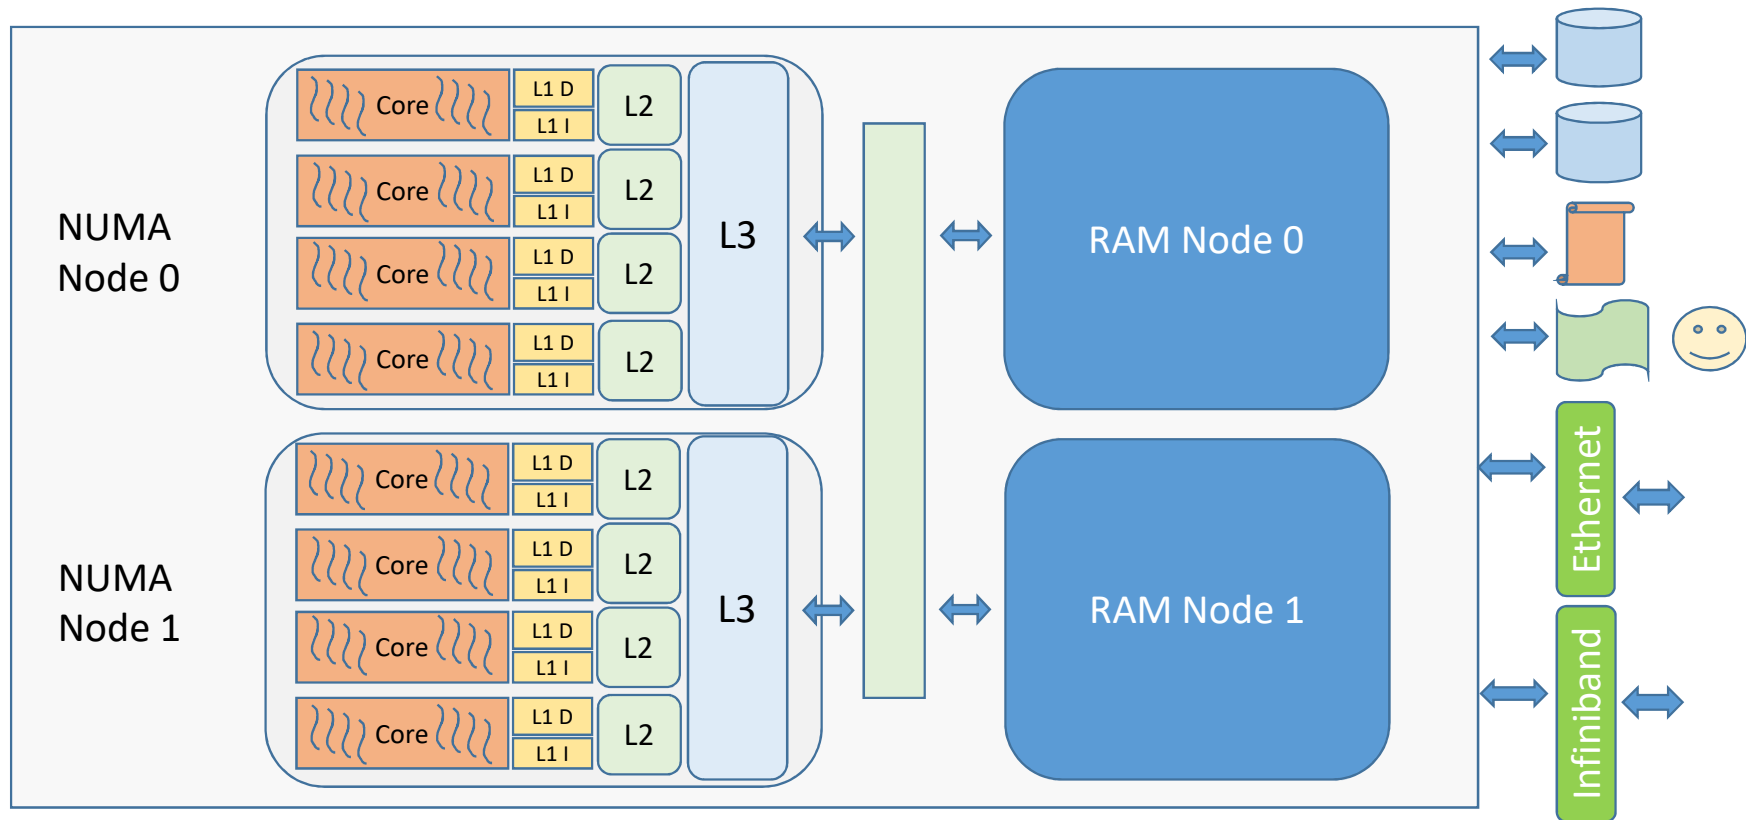 NUMA
Node 0
Core
L1 D
L1 I
L2
Core
L1 D
L1 I
L2
Core
L1 D
L1 I
L2
Core
L1 D
L1 I
L2
L3
RAM Node 0
NUMA
Node 1
Core
L1 D
L1 I
L2
Core
L1 D
L1 I
L2
Core
L1 D
L1 I
L2
Core
L1 D
L1 I
L2
L3
RAM Node 1
Ethernet
Infiniband